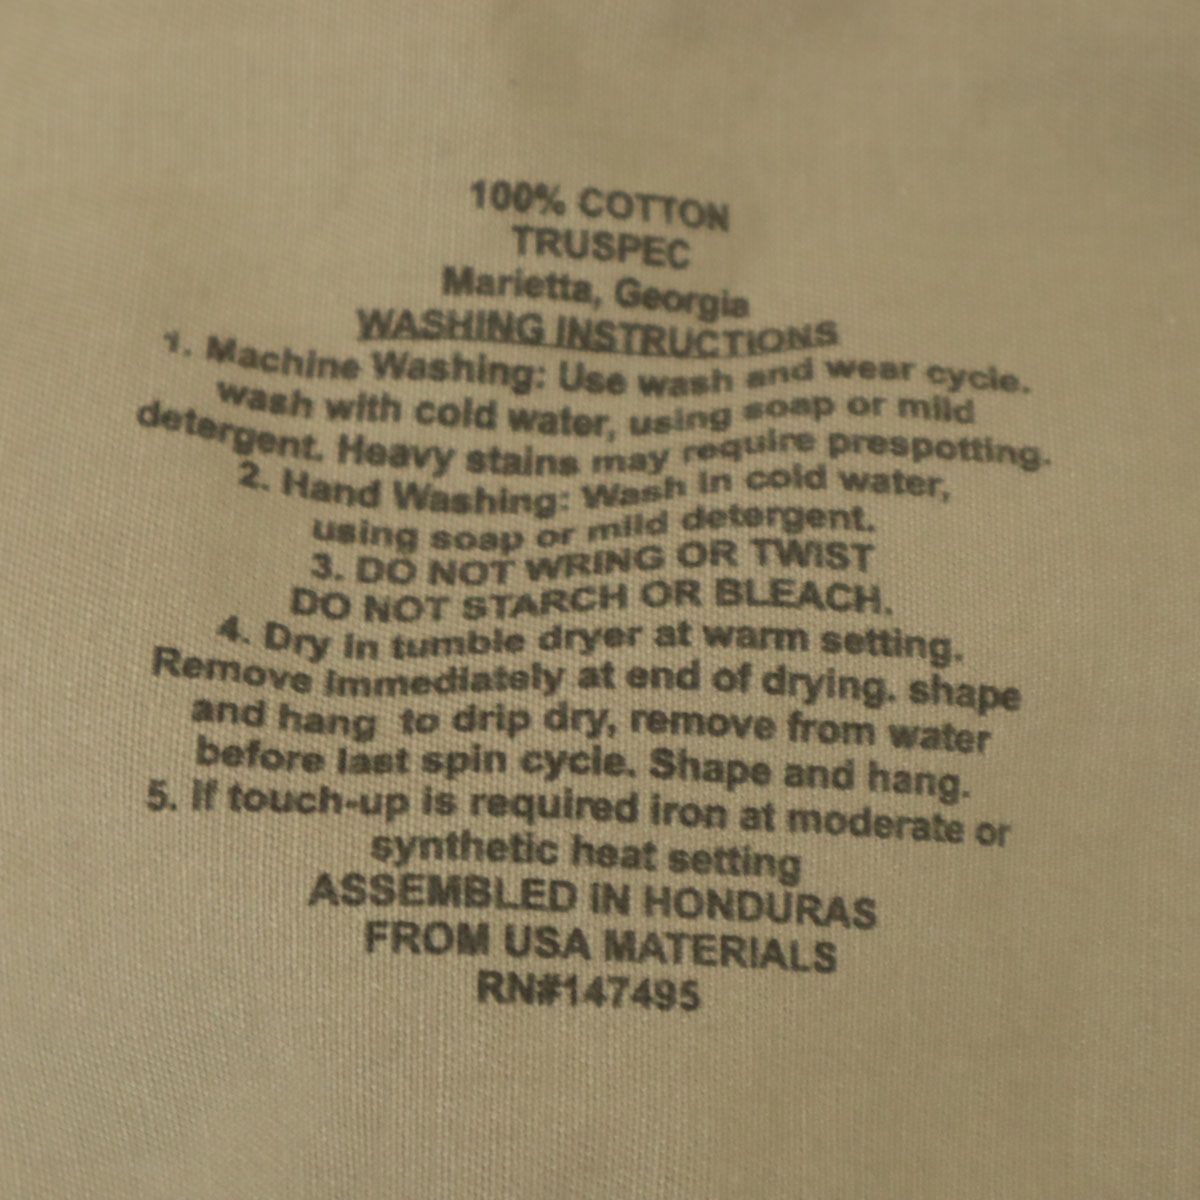 100% COTTON
TRUSPEC
Marietta, Georgia
WASHING INSTRUCTIONS
1. Machine Washing: Use wash and wear cycle.
wash with cold water, using soap or mild
detergent. Heavy stains may require prespotting.
2. Hand Washing: Wash in cold water,
using soap or mild detergent.
3. DO NOT WRING OR TWIST
DO NOT STARCH OR BLEACH.
4. Dry in tumble dryer at warm setting.
Remove immediately at end of drying. shape
and hang to drip dry, remove from water
before last spin cycle. Shape and hang.
5. If touch-up is required iron at moderate or
synthetic heat setting
ASSEMBLED IN HONDURAS
FROM USA MATERIALS
RN#147495